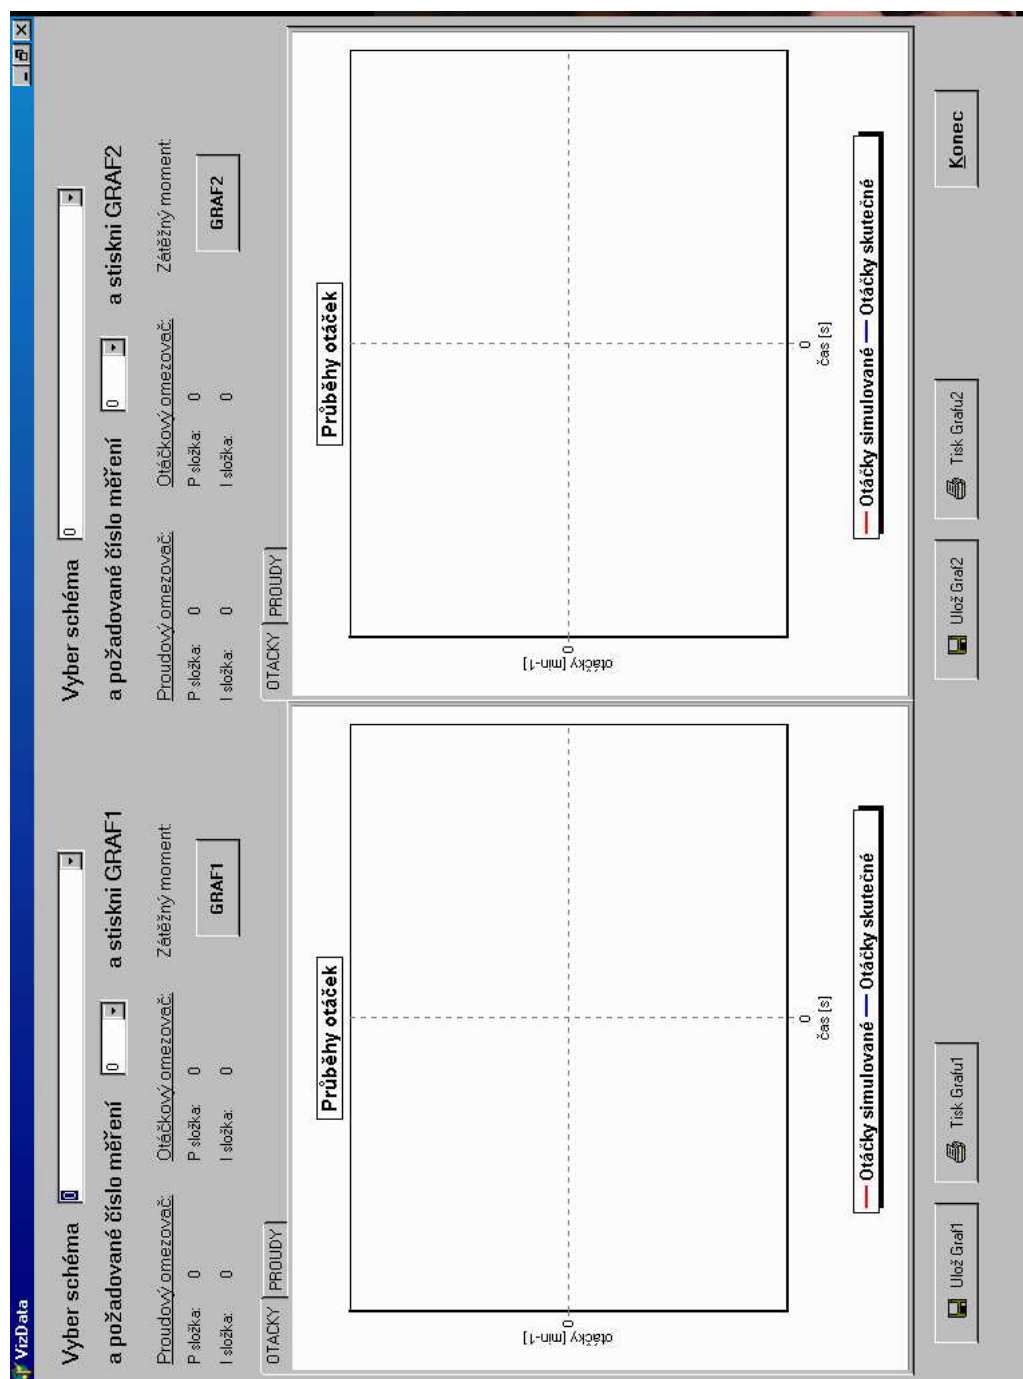 VizData
Vyber schéma 0
a požadované číslo měření 0 a stiskni GRAF1
Proudový omezovač: Otáčkový omezovač: Zátěžný moment:
P složka: 0 P složka: 0
I složka: 0 I složka: 0
GRAF1
OTACKY PROUDY
Průběhy otáček
otáčky [min-1]
0
0
čas [s]
Otáčky simulované Otáčky skutečné
Ulož Graf1 Tisk Grafu1
Vyber schéma 0
a požadované číslo měření 0 a stiskni GRAF2
Proudový omezovač: Otáčkový omezovač: Zátěžný moment:
P složka: 0 P složka: 0
I složka: 0 I složka: 0
GRAF2
OTACKY PROUDY
Průběhy otáček
otáčky [min-1]
0
0
čas [s]
Otáčky simulované Otáčky skutečné
Ulož Graf2 Tisk Grafu2 Konec